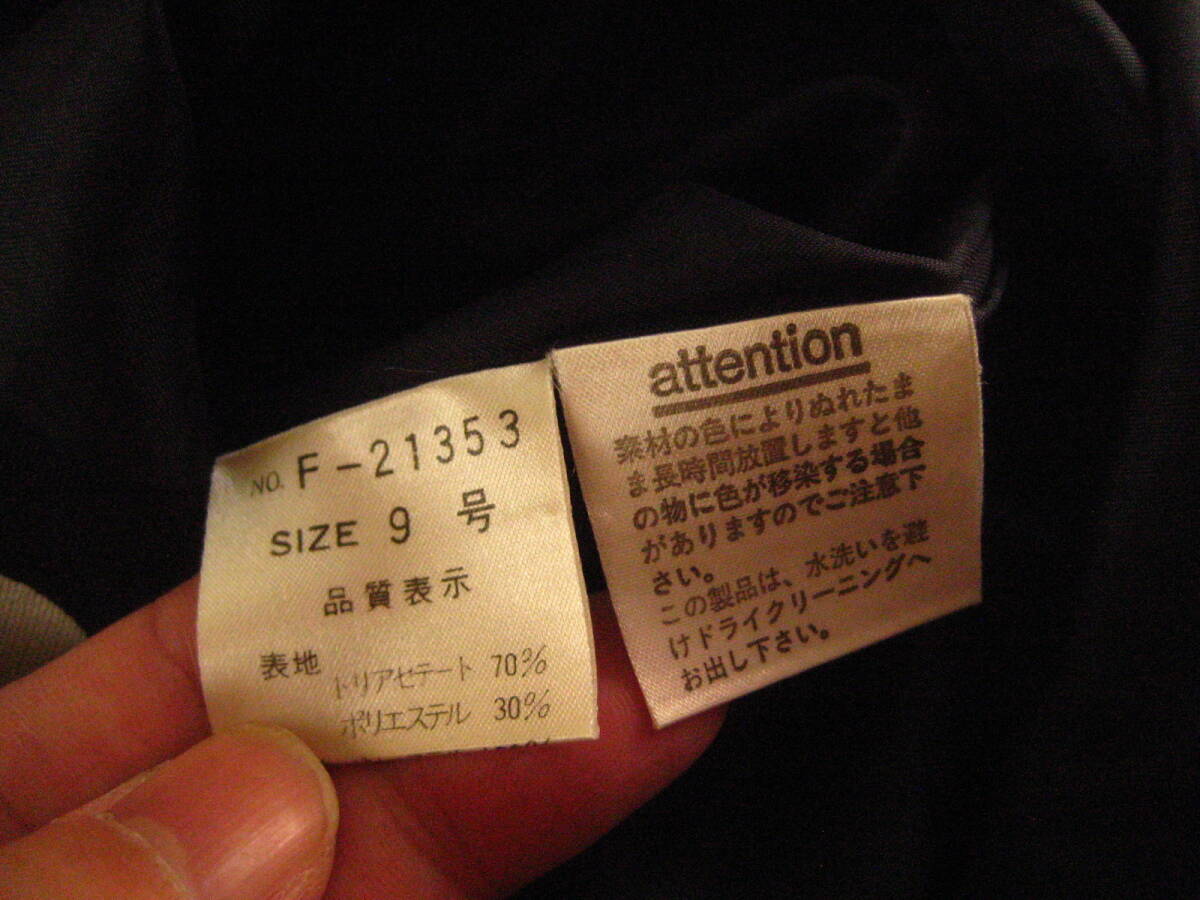 NO. F-21353
SIZE 9 号
品質表示
表地 トリアセテート 70%
ポリエステル 30%
attention
素材の色によりぬれたま
ま長時間放置しますと他
の物に色が移染する場合
がありますのでご注意下
さい。
この製品は、水洗いを避
けドライクリーニングへ
お出し下さい。